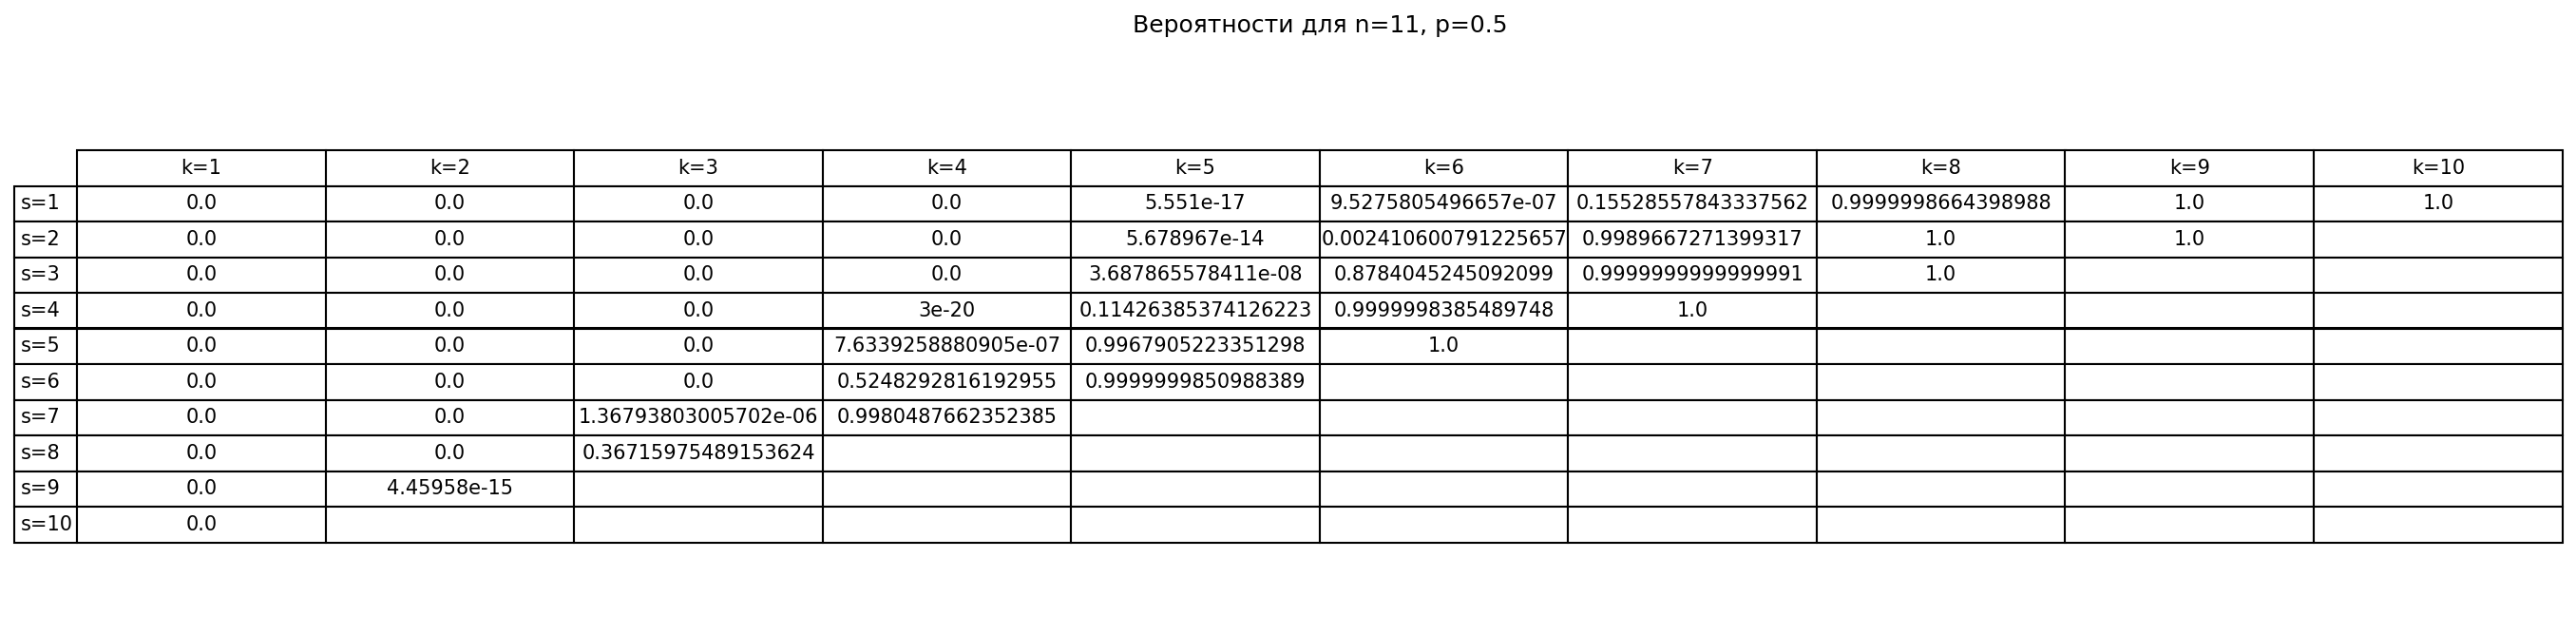 Вероятности для n=11, p=0.5
k=1 k=2 k=3 k=4 k=5 k=6 k=7 k=8 k=9 k=10
s=1 0.0 0.0 0.0 0.0 5.551e-17 9.5275805496657e-07 0.15528557843337562 0.9999998664398988 1.0 1.0
s=2 0.0 0.0 0.0 0.0 5.678967e-14 0.002410600791225657 0.9989667271399317 1.0 1.0
s=3 0.0 0.0 0.0 0.0 3.687865578411e-08 0.8784045245092099 0.9999999999999991 1.0
s=4 0.0 0.0 0.0 3e-20 0.11426385374126223 0.9999998385489748 1.0
s=5 0.0 0.0 0.0 7.6339258880905e-07 0.9967905223351298 1.0
s=6 0.0 0.0 0.0 0.5248292816192955 0.9999999850988389
s=7 0.0 0.0 1.36793803005702e-06 0.9980487662352385
s=8 0.0 0.0 0.36715975489153624
s=9 0.0 4.45958e-15
s=10 0.0